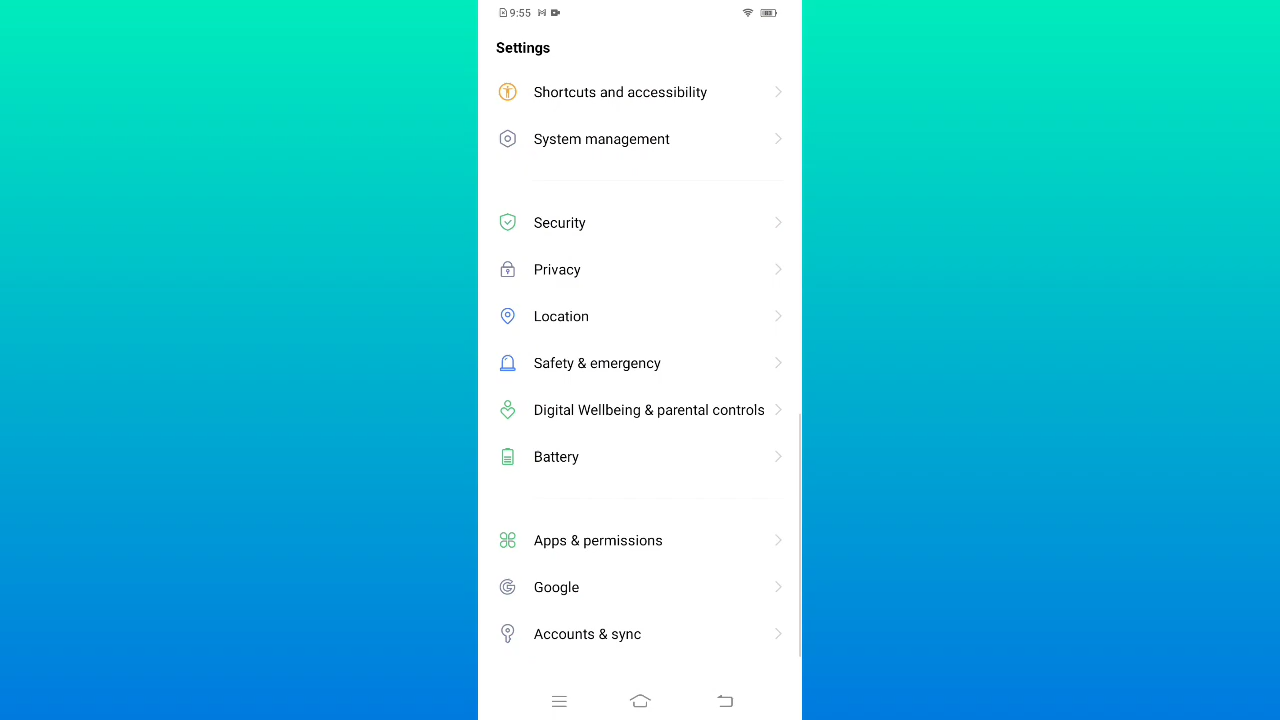 9:55
Settings
Shortcuts and accessibility
System management
Security
Privacy
Location
Safety & emergency
Digital Wellbeing & parental controls
Battery
Apps & permissions
Google
Accounts & sync